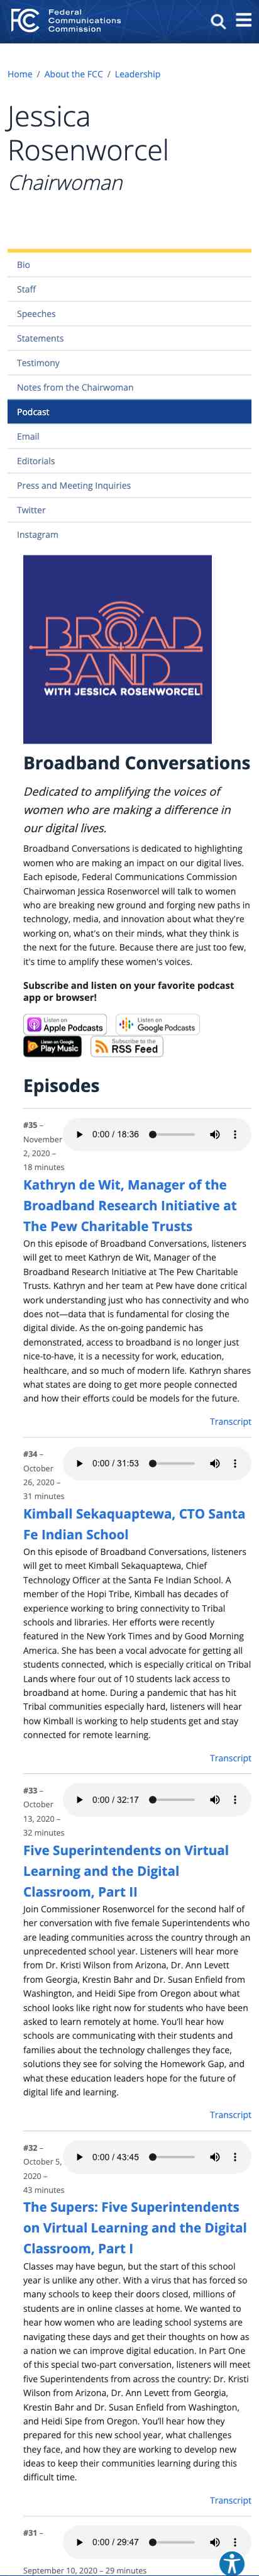 Federal
Communications
Commission
Home / About the FCC / Leadership
Jessica
Rosenworcel
Chairwoman
Bio
Staff
Speeches
Statements
Testimony
Notes from the Chairwoman
Podcast
Email
Editorials
Press and Meeting Inquiries
Twitter
Instagram
BROAD
BAND
WITH JESSICA ROSENWORCEL
Broadband Conversations
Dedicated to amplifying the voices of
women who are making a difference in
our digital lives.
Broadband Conversations is dedicated to highlighting
women who are making an impact on our digital lives.
Each episode, Federal Communications Commission
Chairwoman Jessica Rosenworcel will talk to women
who are breaking new ground and forging new paths in
technology, media, and innovation about what they're
working on, what's on their minds, what they think is
the next for the future. Because there are just too few,
it's time to amplify these women's voices.
Subscribe and listen on your favorite podcast
app or browser!
Listen on
Apple Podcasts
Listen on
Google Podcasts
Listen on Google
Play Music
Subscribe to the
RSS Feed
Episodes
#35 –
November
2, 2020 –
18 minutes
0:00 / 18:36
Kathryn de Wit, Manager of the
Broadband Research Initiative at
The Pew Charitable Trusts
On this episode of Broadband Conversations, listeners
will get to meet Kathryn de Wit, Manager of the
Broadband Research Initiative at The Pew Charitable
Trusts. Kathryn and her team at Pew have done critical
work understanding just who has connectivity and who
does not—data that is fundamental for closing the
digital divide. As the on-going pandemic has
demonstrated, access to broadband is no longer just
nice-to-have, it is a necessity for work, education,
healthcare, and so much of modern life. Kathryn shares
what states are doing to get more people connected
and how their efforts could be models for the future.
Transcript
#34 –
October
26, 2020 –
31 minutes
0:00 / 31:53
Kimball Sekaquaptewa, CTO Santa
Fe Indian School
On this episode of Broadband Conversations, listeners
will get to meet Kimball Sekaquaptewa, Chief
Technology Officer at the Santa Fe Indian School. A
member of the Hopi Tribe, Kimball has decades of
experience working to bring connectivity to Tribal
schools and libraries. Her efforts were recently
featured in the New York Times and by Good Morning
America. She has been a vocal advocate for getting all
students connected, which is especially critical on Tribal
Lands where four out of 10 students lack access to
broadband at home. During a pandemic that has hit
Tribal communities especially hard, listeners will hear
how Kimball is working to help students get and stay
connected for remote learning.
Transcript
#33 –
October
13, 2020 –
32 minutes
0:00 / 32:17
Five Superintendents on Virtual
Learning and the Digital
Classroom, Part II
Join Commissioner Rosenworcel for the second half of
her conversation with five female Superintendents who
are leading communities across the country through an
unprecedented school year. Listeners will hear more
from Dr. Kristi Wilson from Arizona, Dr. Ann Levett
from Georgia, Krestin Bahr and Dr. Susan Enfield from
Washington, and Heidi Sipe from Oregon about what
school looks like right now for students who have been
asked to learn remotely at home. You'll hear how
schools are communicating with their students and
families about the technology challenges they face,
solutions they see for solving the Homework Gap, and
what these education leaders hope for the future of
digital life and learning.
Transcript
#32 –
October 5,
2020 –
43 minutes
0:00 / 43:45
The Supers: Five Superintendents
on Virtual Learning and the Digital
Classroom, Part I
Classes may have begun, but the start of this school
year is unlike any other. With a virus that has forced so
many schools to keep their doors closed, millions of
students are in online classes at home. We wanted to
hear how women who are leading school systems are
navigating these days and get their thoughts on how as
a nation we can improve digital education. In Part One
of this special two-part conversation, listeners will meet
five Superintendents from across the country: Dr. Kristi
Wilson from Arizona, Dr. Ann Levett from Georgia,
Krestin Bahr and Dr. Susan Enfield from Washington,
and Heidi Sipe from Oregon. You'll hear how they
prepared for this new school year, what challenges
they face, and how they are working to develop new
ideas to keep their communities learning during this
difficult time.
Transcript
#31 –
0:00 / 29:47
September 10, 2020 – 29 minutes